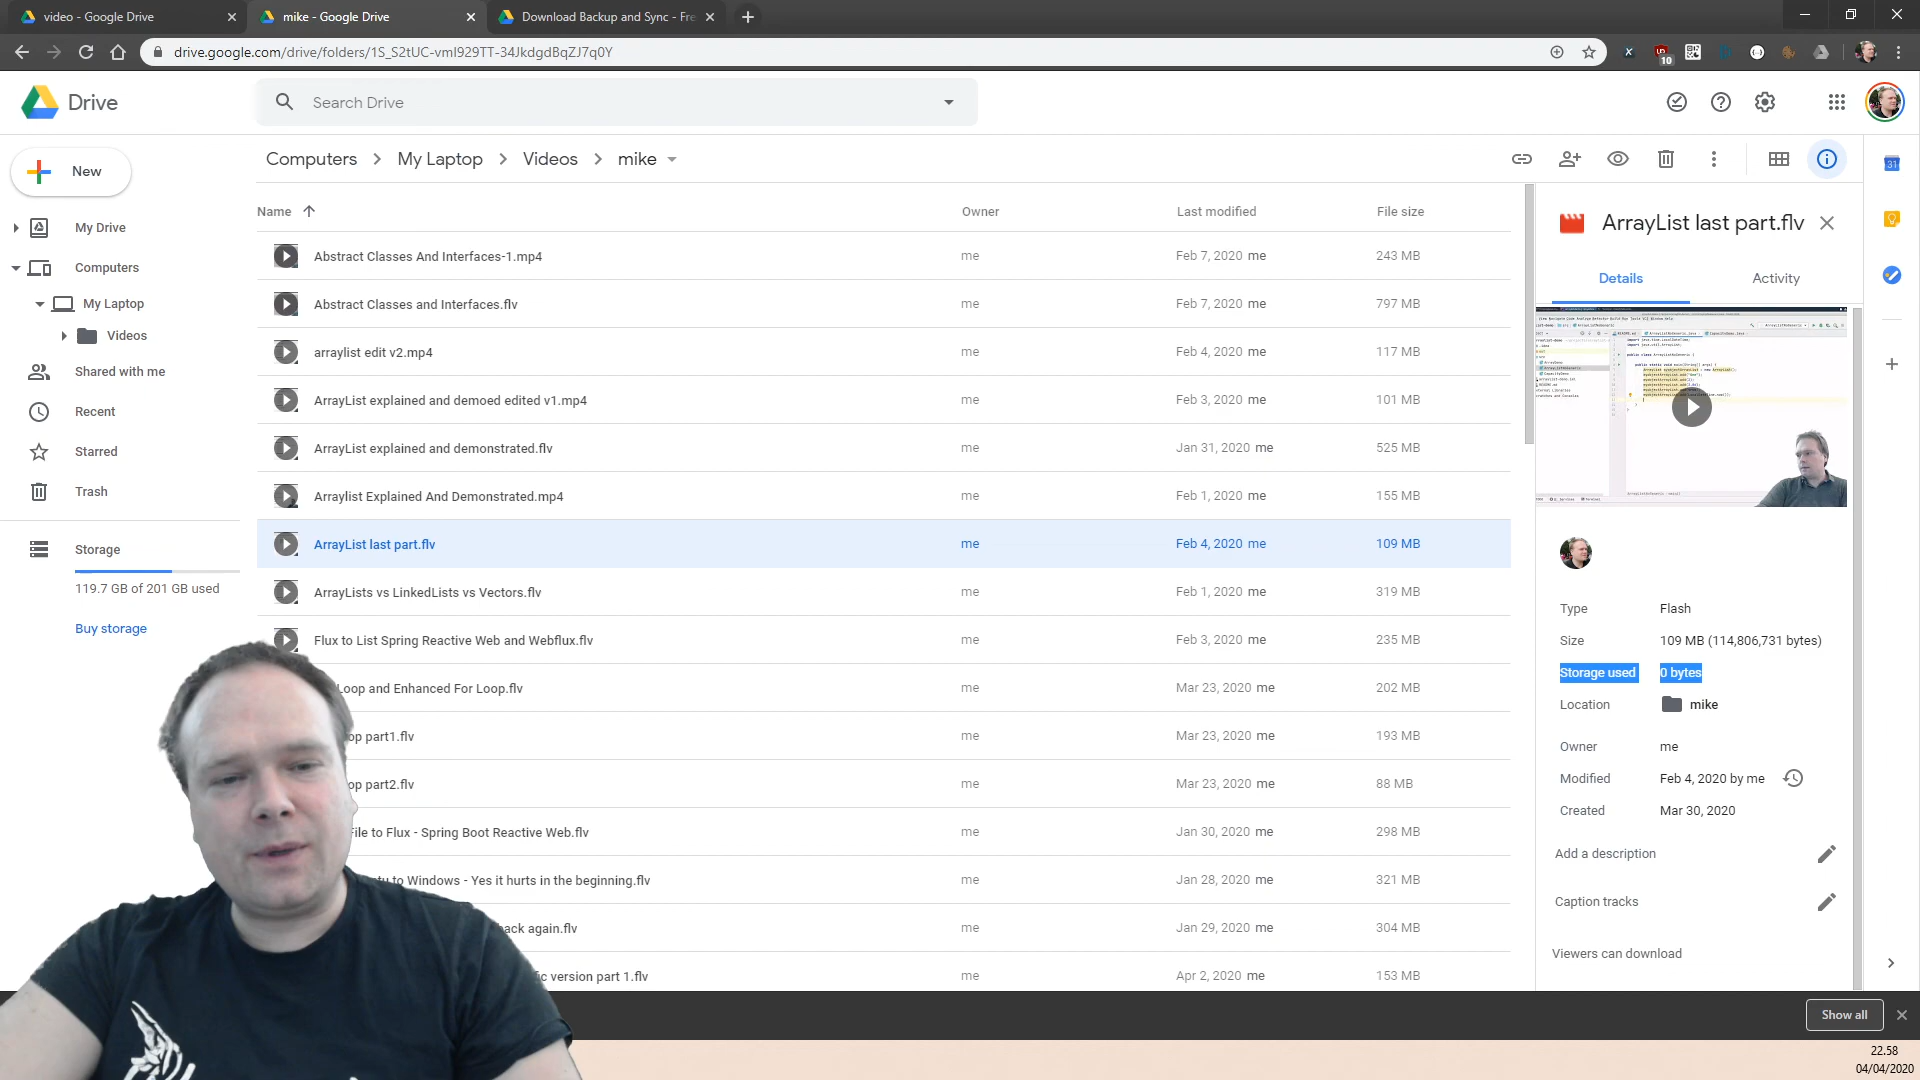 video - Google Drive
mike - Google Drive
Download Backup and Sync - Fre
drive.google.com/drive/folders/1S_S2tUC-vmI929TT-34JkdgdBqZJ7q0Y
10
Drive
Search Drive
New
Computers > My Laptop > Videos > mike
31
My Drive
Computers
My Laptop
Videos
Shared with me
Recent
Starred
Trash
Storage
119.7 GB of 201 GB used
Buy storage
Name Owner Last modified File size
Abstract Classes And Interfaces-1.mp4 me Feb 7, 2020 me 243 MB
Abstract Classes and Interfaces.flv me Feb 7, 2020 me 797 MB
arraylist edit v2.mp4 me Feb 4, 2020 me 117 MB
ArrayList explained and demoed edited v1.mp4 me Feb 3, 2020 me 101 MB
ArrayList explained and demonstrated.flv me Jan 31, 2020 me 525 MB
Arraylist Explained And Demonstrated.mp4 me Feb 1, 2020 me 155 MB
ArrayList last part.flv me Feb 4, 2020 me 109 MB
ArrayLists vs LinkedLists vs Vectors.flv me Feb 1, 2020 me 319 MB
Flux to List Spring Reactive Web and Webflux.flv me Feb 3, 2020 me 235 MB
Loop and Enhanced For Loop.flv me Mar 23, 2020 me 202 MB
op part1.flv me Mar 23, 2020 me 193 MB
op part2.flv me Mar 23, 2020 me 88 MB
File to Flux - Spring Boot Reactive Web.flv me Jan 30, 2020 me 298 MB
to Windows - Yes it hurts in the beginning.flv me Jan 28, 2020 me 321 MB
back again.flv me Jan 29, 2020 me 304 MB
fic version part 1.flv me Apr 2, 2020 me 153 MB
ArrayList last part.flv
Details Activity
Type Flash
Size 109 MB (114,806,731 bytes)
Storage used 0 bytes
Location mike
Owner me
Modified Feb 4, 2020 by me
Created Mar 30, 2020
Add a description
Caption tracks
Viewers can download
Show all
22.58
04/04/2020